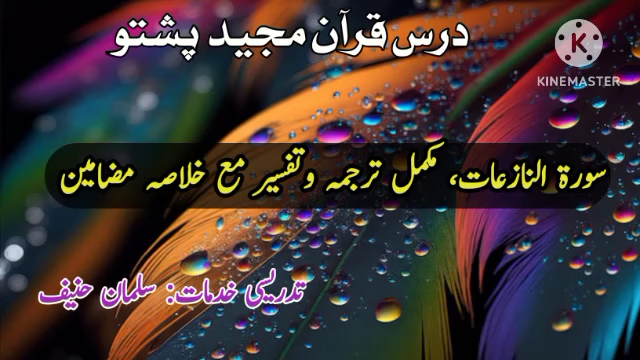 درس قرآن مجید پشتو
KINEMASTER
سورۃ النازعات، مکمل ترجمہ وتفسیر مع خلاصہ مضامین
تدریسی خدمات: سلمان حنیف